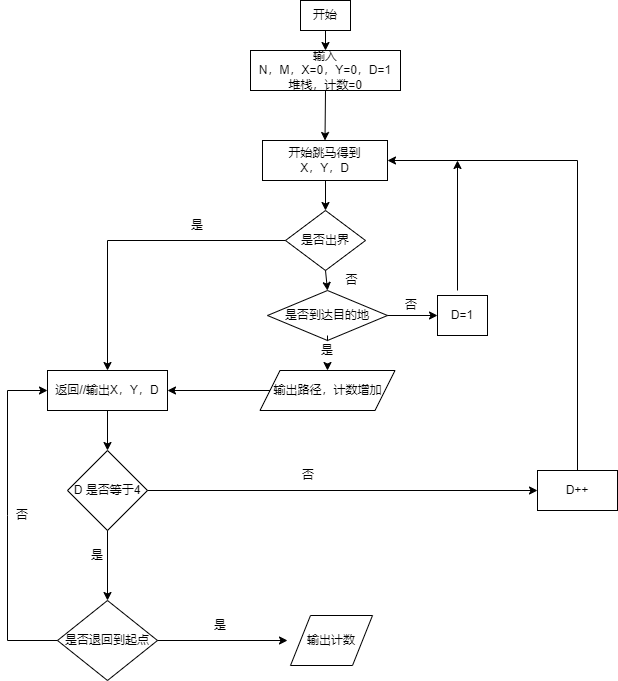 开始
输入
N，M，X=0，Y=0，D=1
堆栈，计数=0
开始跳马得到
X，Y，D
是
是否出界
否
是否到达目的地
否
D=1
是
返回//输出X，Y，D
输出路径，计数增加
D 是否等于4
否
D++
否
是
是否退回到起点
是
输出计数